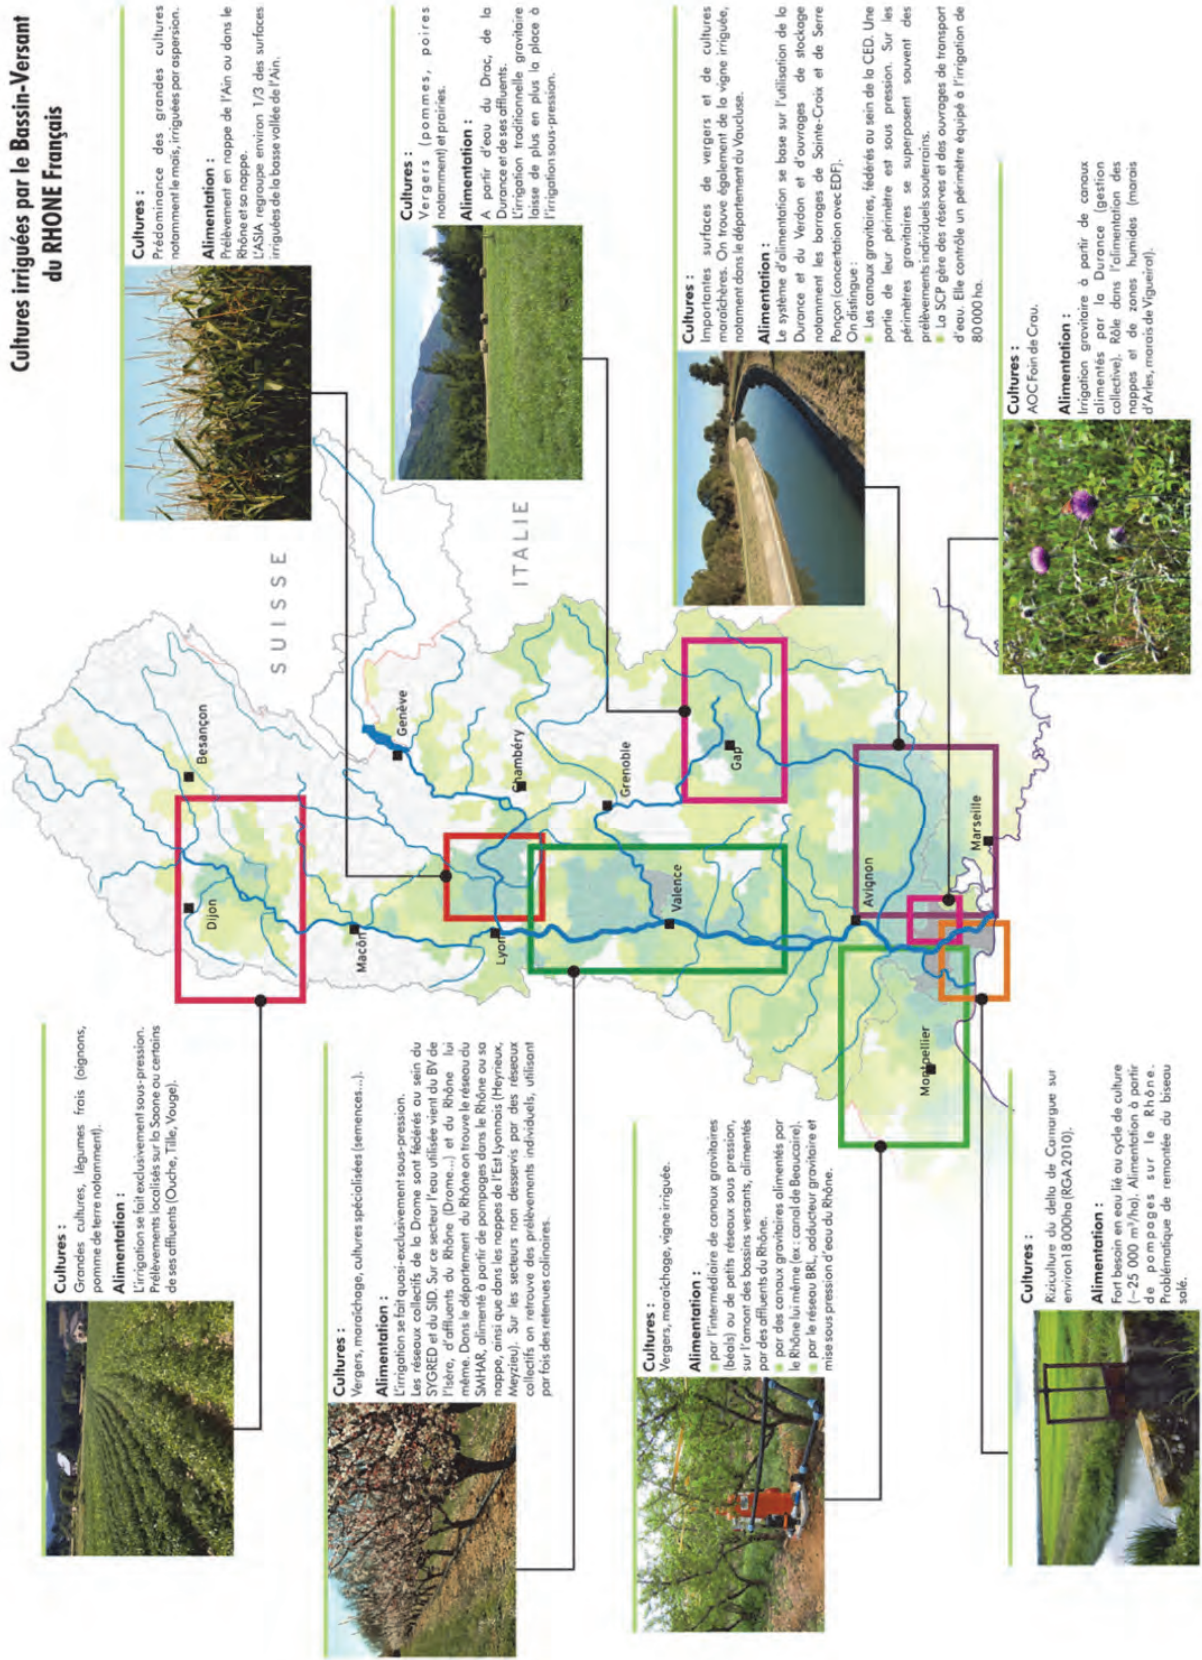 Cultures irriguées par le Bassin-Versant
du RHONE Français
Cultures :
Grandes cultures, légumes frais (oignons,
pomme de terre notamment).
Alimentation :
L'irrigation se fait exclusivement sous-pression.
Prélèvements localisés sur la Saone ou certains
de ses affluents (Ouche, Tille, Vouge).
Cultures :
Vergers, maraîchage, cultures spécialisées (semences...).
Alimentation :
L'irrigation se fait quasi-exclusivement sous-pression.
Les réseaux collectifs de la Drome sont fédérés au sein du
SYGRED et du SID. Sur ce secteur l'eau utilisée vient du BV de
l'Isère, d'affluents du Rhône (Drome...) et du Rhône lui
même. Dans le département du Rhône on trouve le réseau du
SMHAR, alimenté à partir de pompages dans le Rhône ou sa
nappe, ainsi que dans les nappes de l'Est Lyonnais (Heyrieux,
Meyzieu). Sur les secteurs non desservis par des réseaux
collectifs on retrouve des prélèvements individuels, utilisant
parfois des retenues colinaires.
Cultures :
Vergers, maraîchage, vigne irriguée.
Alimentation :
par l'intermédiaire de canaux gravitaires
(béals) ou de petits réseaux sous pression,
sur l'amont des bassins versants, alimentés
par des affluents du Rhône.
par des canaux gravitaires alimentés par
le Rhône lui même (ex : canal de Beaucaire).
par le réseau BRL, adducteur gravitaire et
mise sous pression d'eau du Rhône.
Cultures :
Riziculture du delta de Camargue sur
environ 18 000ha (RGA 2010).
Alimentation :
Fort besoin en eau lié au cycle de culture
(~25 000 m³/ha). Alimentation à partir
de pompages sur le Rhône.
Problématique de remontée du biseau
salé.
Dijon
Besançon
SUISSE
Macôn
Genève
Lyon
Chambéry
ITALIE
Grenoble
Valence
Gap
Avignon
Montpellier
Marseille
Cultures :
Prédominance des grandes cultures
notamment le maïs, irriguées par aspersion.
Alimentation :
Prélèvement en nappe de l'Ain ou dans le
Rhône et sa nappe.
L'ASIA regroupe environ 1/3 des surfaces
irriguées de la basse vallée de l'Ain.
Cultures :
Vergers (pommes, poires
notamment) et prairies.
Alimentation :
A partir d'eau du Drac, de la
Durance et de ses affluents.
L'irrigation traditionnelle gravitaire
laisse de plus en plus la place à
l'irrigation sous-pression.
Cultures :
Importantes surfaces de vergers et de cultures
maraîchères. On trouve également de la vigne irriguée,
notamment dans le département du Vaucluse.
Alimentation :
Le système d'alimentation se base sur l'utilisation de la
Durance et du Verdon et d'ouvrages de stockage
notamment les barrages de Sainte-Croix et de Serre
Ponçon (concertation avec EDF).
On distingue :
Les canaux gravitaires, fédérés au sein de la CED. Une
partie de leur périmètre est sous pression. Sur les
périmètres gravitaires se superposent souvent des
prélèvements individuels souterrains.
La SCP gère des réserves et des ouvrages de transport
d'eau. Elle contrôle un périmètre équipé à l'irrigation de
80 000 ha.
Cultures :
AOC Foin de Crau.
Alimentation :
Irrigation gravitaire à partir de canaux
alimentés par la Durance (gestion
collective). Rôle dans l'alimentation des
nappes et de zones humides (marais
d'Arles, marais de Vigueirat).